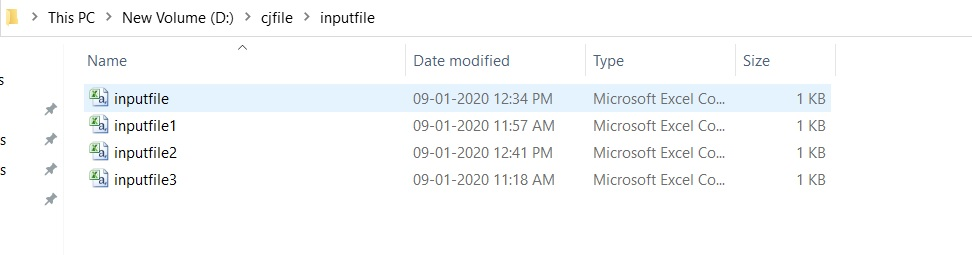 This PC > New Volume (D:) > cjfile > inputfile
Name Date modified Type Size
s
inputfile 09-01-2020 12:34 PM Microsoft Excel Co... 1 KB
inputfile1 09-01-2020 11:57 AM Microsoft Excel Co... 1 KB
s
inputfile2 09-01-2020 12:41 PM Microsoft Excel Co... 1 KB
s
inputfile3 09-01-2020 11:18 AM Microsoft Excel Co... 1 KB